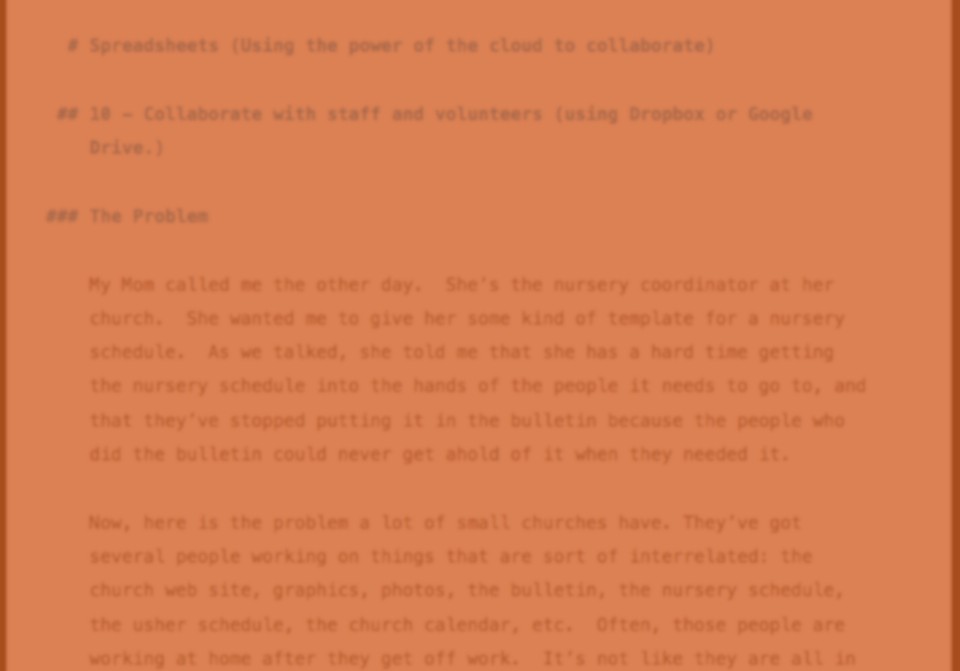 # Spreadsheets (Using the power of the cloud to collaborate)
## 10 – Collaborate with staff and volunteers (using Dropbox or Google
Drive.)
### The Problem
My Mom called me the other day.  She's the nursery coordinator at her
church.  She wanted me to give her some kind of template for a nursery
schedule.  As we talked, she told me that she has a hard time getting
the nursery schedule into the hands of the people it needs to go to, and
that they've stopped putting it in the bulletin because the people who
did the bulletin could never get ahold of it when they needed it.
Now, here is the problem a lot of small churches have. They've got
several people working on things that are sort of interrelated: the
church web site, graphics, photos, the bulletin, the nursery schedule,
the usher schedule, the church calendar, etc.  Often, those people are
working at home after they get off work.  It's not like they are all in